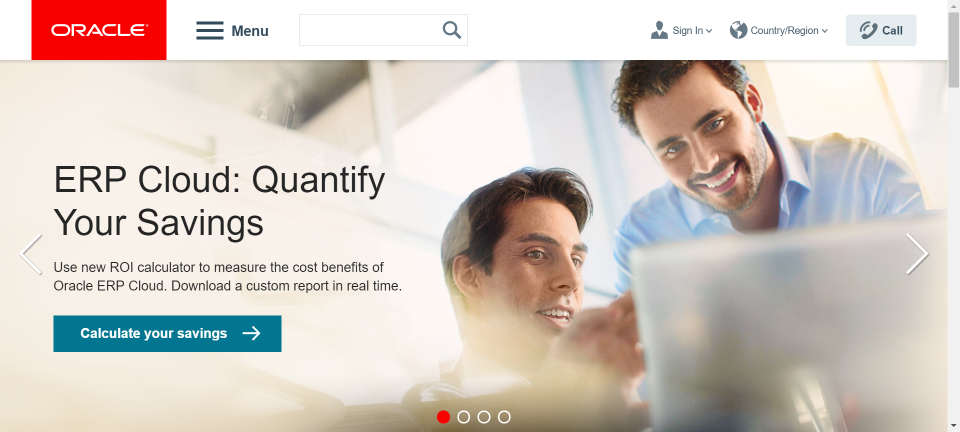 ORACLE
Menu
Sign In
Country/Region
Call
ERP Cloud: Quantify
Your Savings
Use new ROI calculator to measure the cost benefits of
Oracle ERP Cloud. Download a custom report in real time.
Calculate your savings